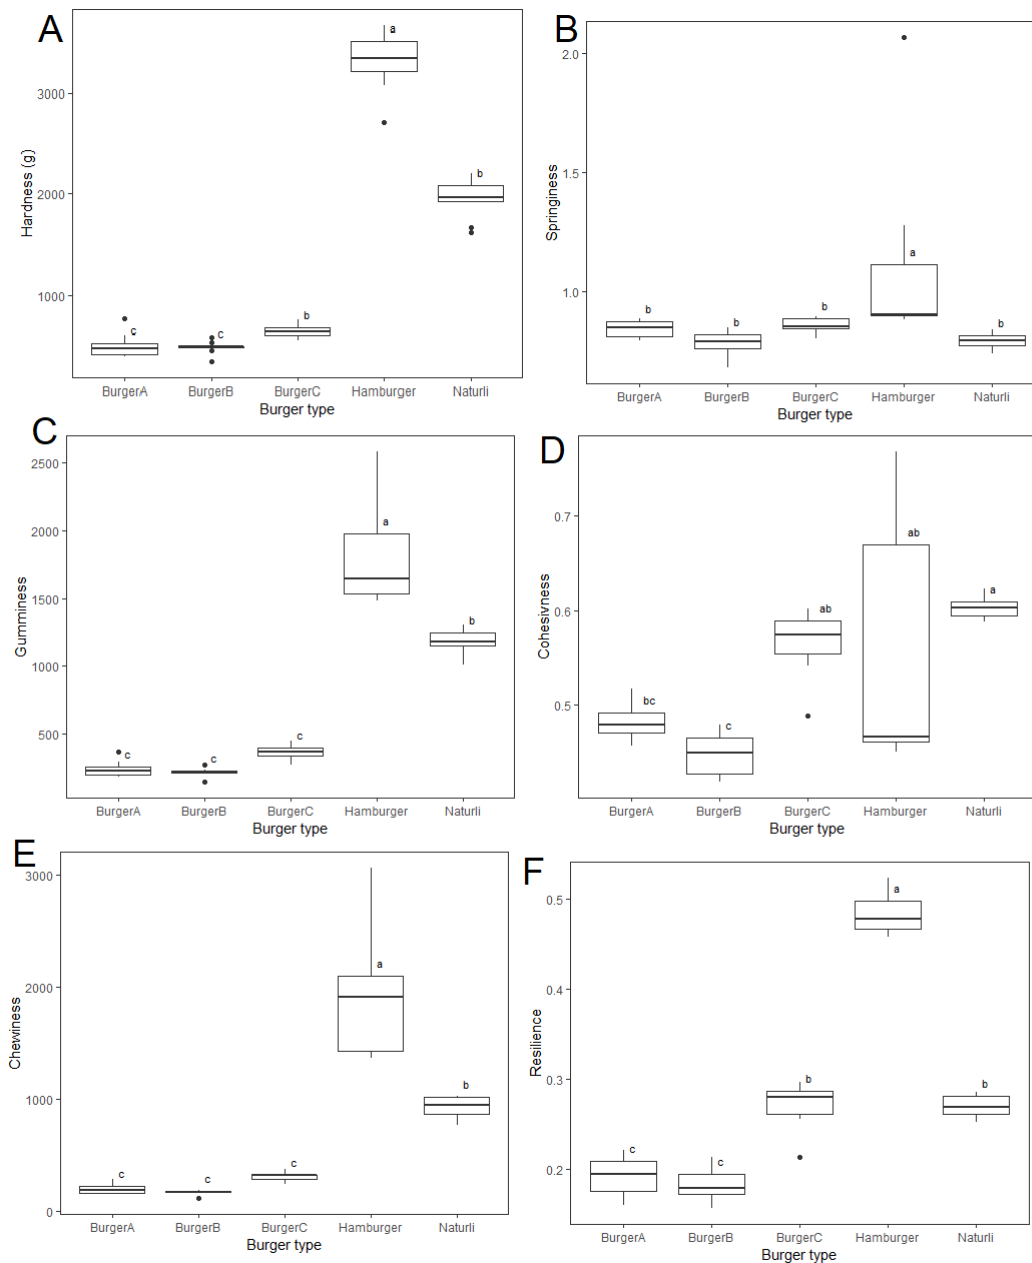 A
Hardness (g)
3000
2000
1000
a
b
c
c
b
BurgerA BurgerB BurgerC Hamburger Naturli
Burger type
B
Springiness
2.0
1.5
1.0
a
b
b
b
b
BurgerA BurgerB BurgerC Hamburger Naturli
Burger type
C
Gumminess
2500
2000
1500
1000
500
a
b
c
c
c
BurgerA BurgerB BurgerC Hamburger Naturli
Burger type
D
Cohesivness
0.7
0.6
0.5
ab
a
ab
bc
c
BurgerA BurgerB BurgerC Hamburger Naturli
Burger type
E
Chewiness
3000
2000
1000
0
a
b
c
c
c
BurgerA BurgerB BurgerC Hamburger Naturli
Burger type
F
Resilience
0.5
0.4
0.3
0.2
a
b
b
c
c
BurgerA BurgerB BurgerC Hamburger Naturli
Burger type